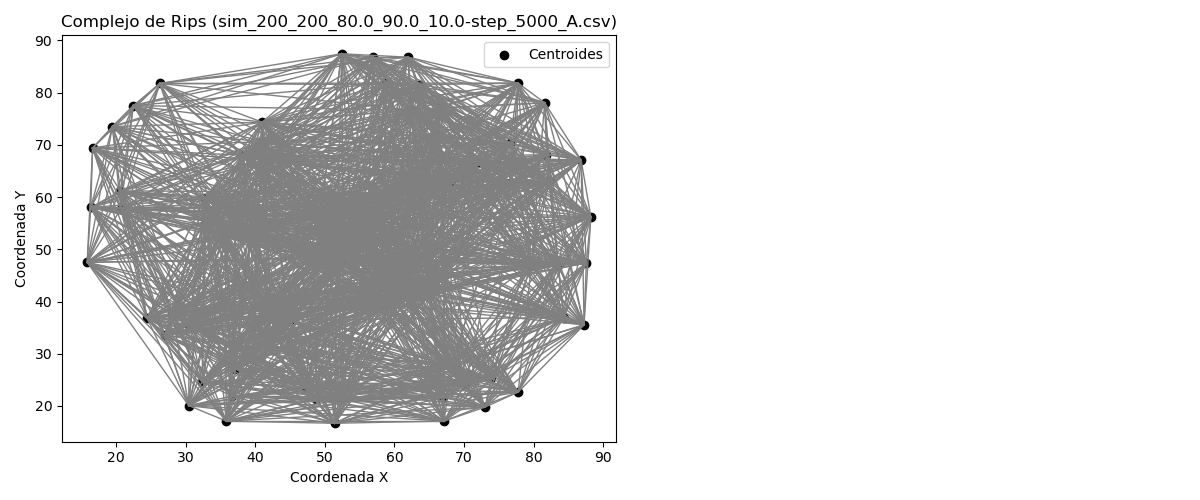 Complejo de Rips (sim_200_200_80.0_90.0_10.0-step_5000_A.csv)
90
80
70
60
50
40
30
20
Coordenada Y
Centroides
20 30 40 50 60 70 80 90
Coordenada X